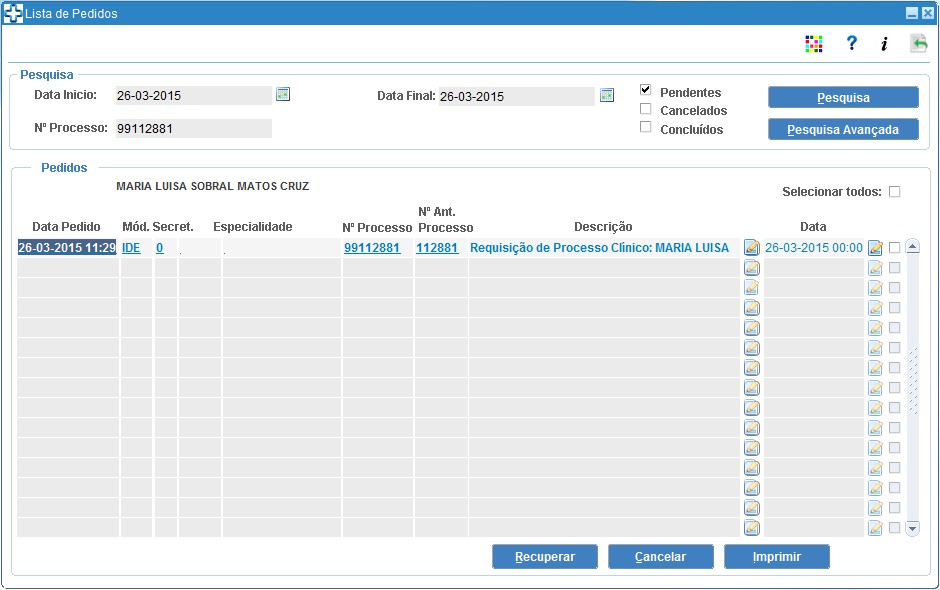 Lista de Pedidos
?
i
Pesquisa
Data Inicio: 26-03-2015 Data Final: 26-03-2015
Pendentes
Cancelados
Concluídos
Pesquisa
Nº Processo: 99112881
Pesquisa Avançada
Pedidos
MARIA LUISA SOBRAL MATOS CRUZ
Selecionar todos:
Data Pedido Mód. Secret. Especialidade Nº Processo Nº Ant. Processo Descrição Data
26-03-2015 11:29 IDE 0 . . 99112881 112881 Requisição de Processo Clínico: MARIA LUISA 26-03-2015 00:00
Recuperar Cancelar Imprimir